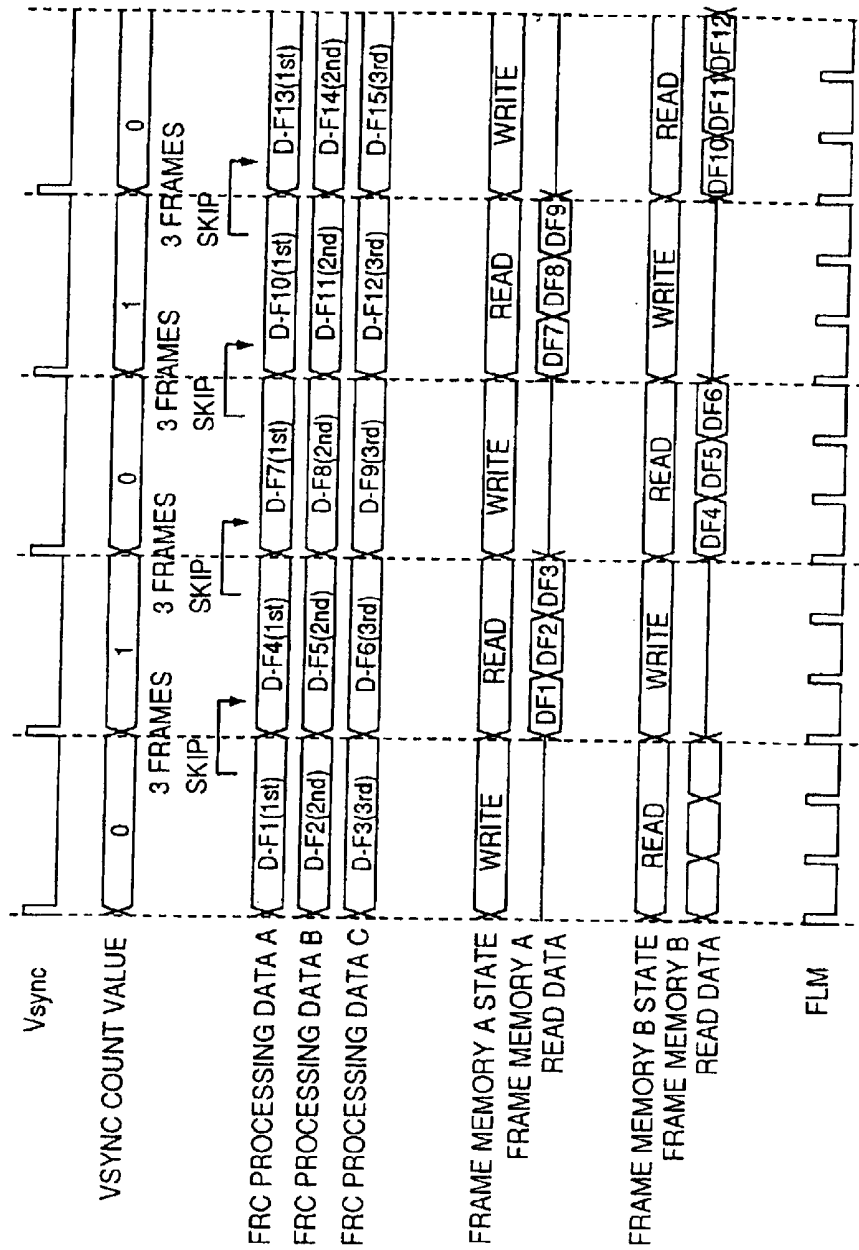 Vsync
VSYNC COUNT VALUE 0 1 0 1 0
3 FRAMES SKIP 3 FRAMES SKIP 3 FRAMES SKIP 3 FRAMES SKIP
FRC PROCESSING DATA A D-F1(1st) D-F4(1st) D-F7(1st) D-F10(1st) D-F13(1st)
FRC PROCESSING DATA B D-F2(2nd) D-F5(2nd) D-F8(2nd) D-F11(2nd) D-F14(2nd)
FRC PROCESSING DATA C D-F3(3rd) D-F6(3rd) D-F9(3rd) D-F12(3rd) D-F15(3rd)
FRAME MEMORY A STATE WRITE READ WRITE READ WRITE
FRAME MEMORY A
READ DATA DF1 DF2 DF3 DF7 DF8 DF9
FRAME MEMORY B STATE READ WRITE READ WRITE READ
FRAME MEMORY B
READ DATA DF4 DF5 DF6 DF10 DF11 DF12
FLM